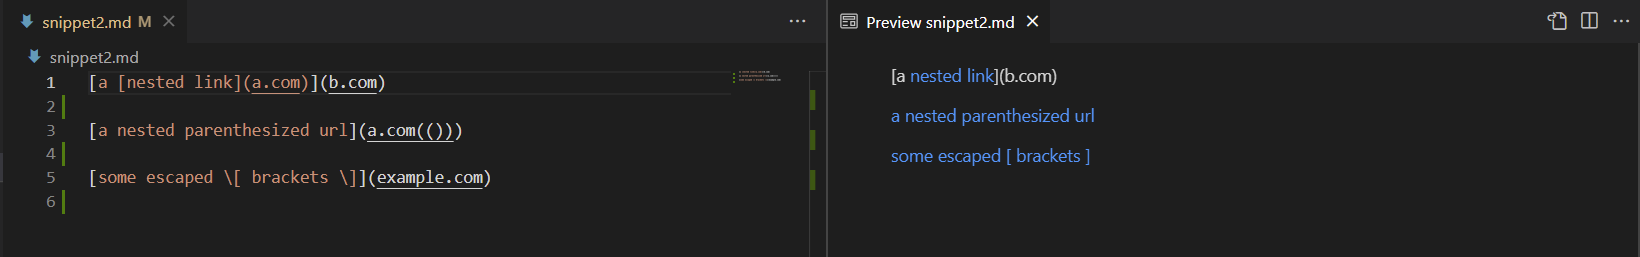 snippet2.md M
Preview snippet2.md
snippet2.md
1 [a [nested link](a.com)](b.com)
2
3 [a nested parenthesized url](a.com(()))
4
5 [some escaped \[ brackets \]](example.com)
6
[a nested link](b.com)
a nested parenthesized url
some escaped [ brackets ]